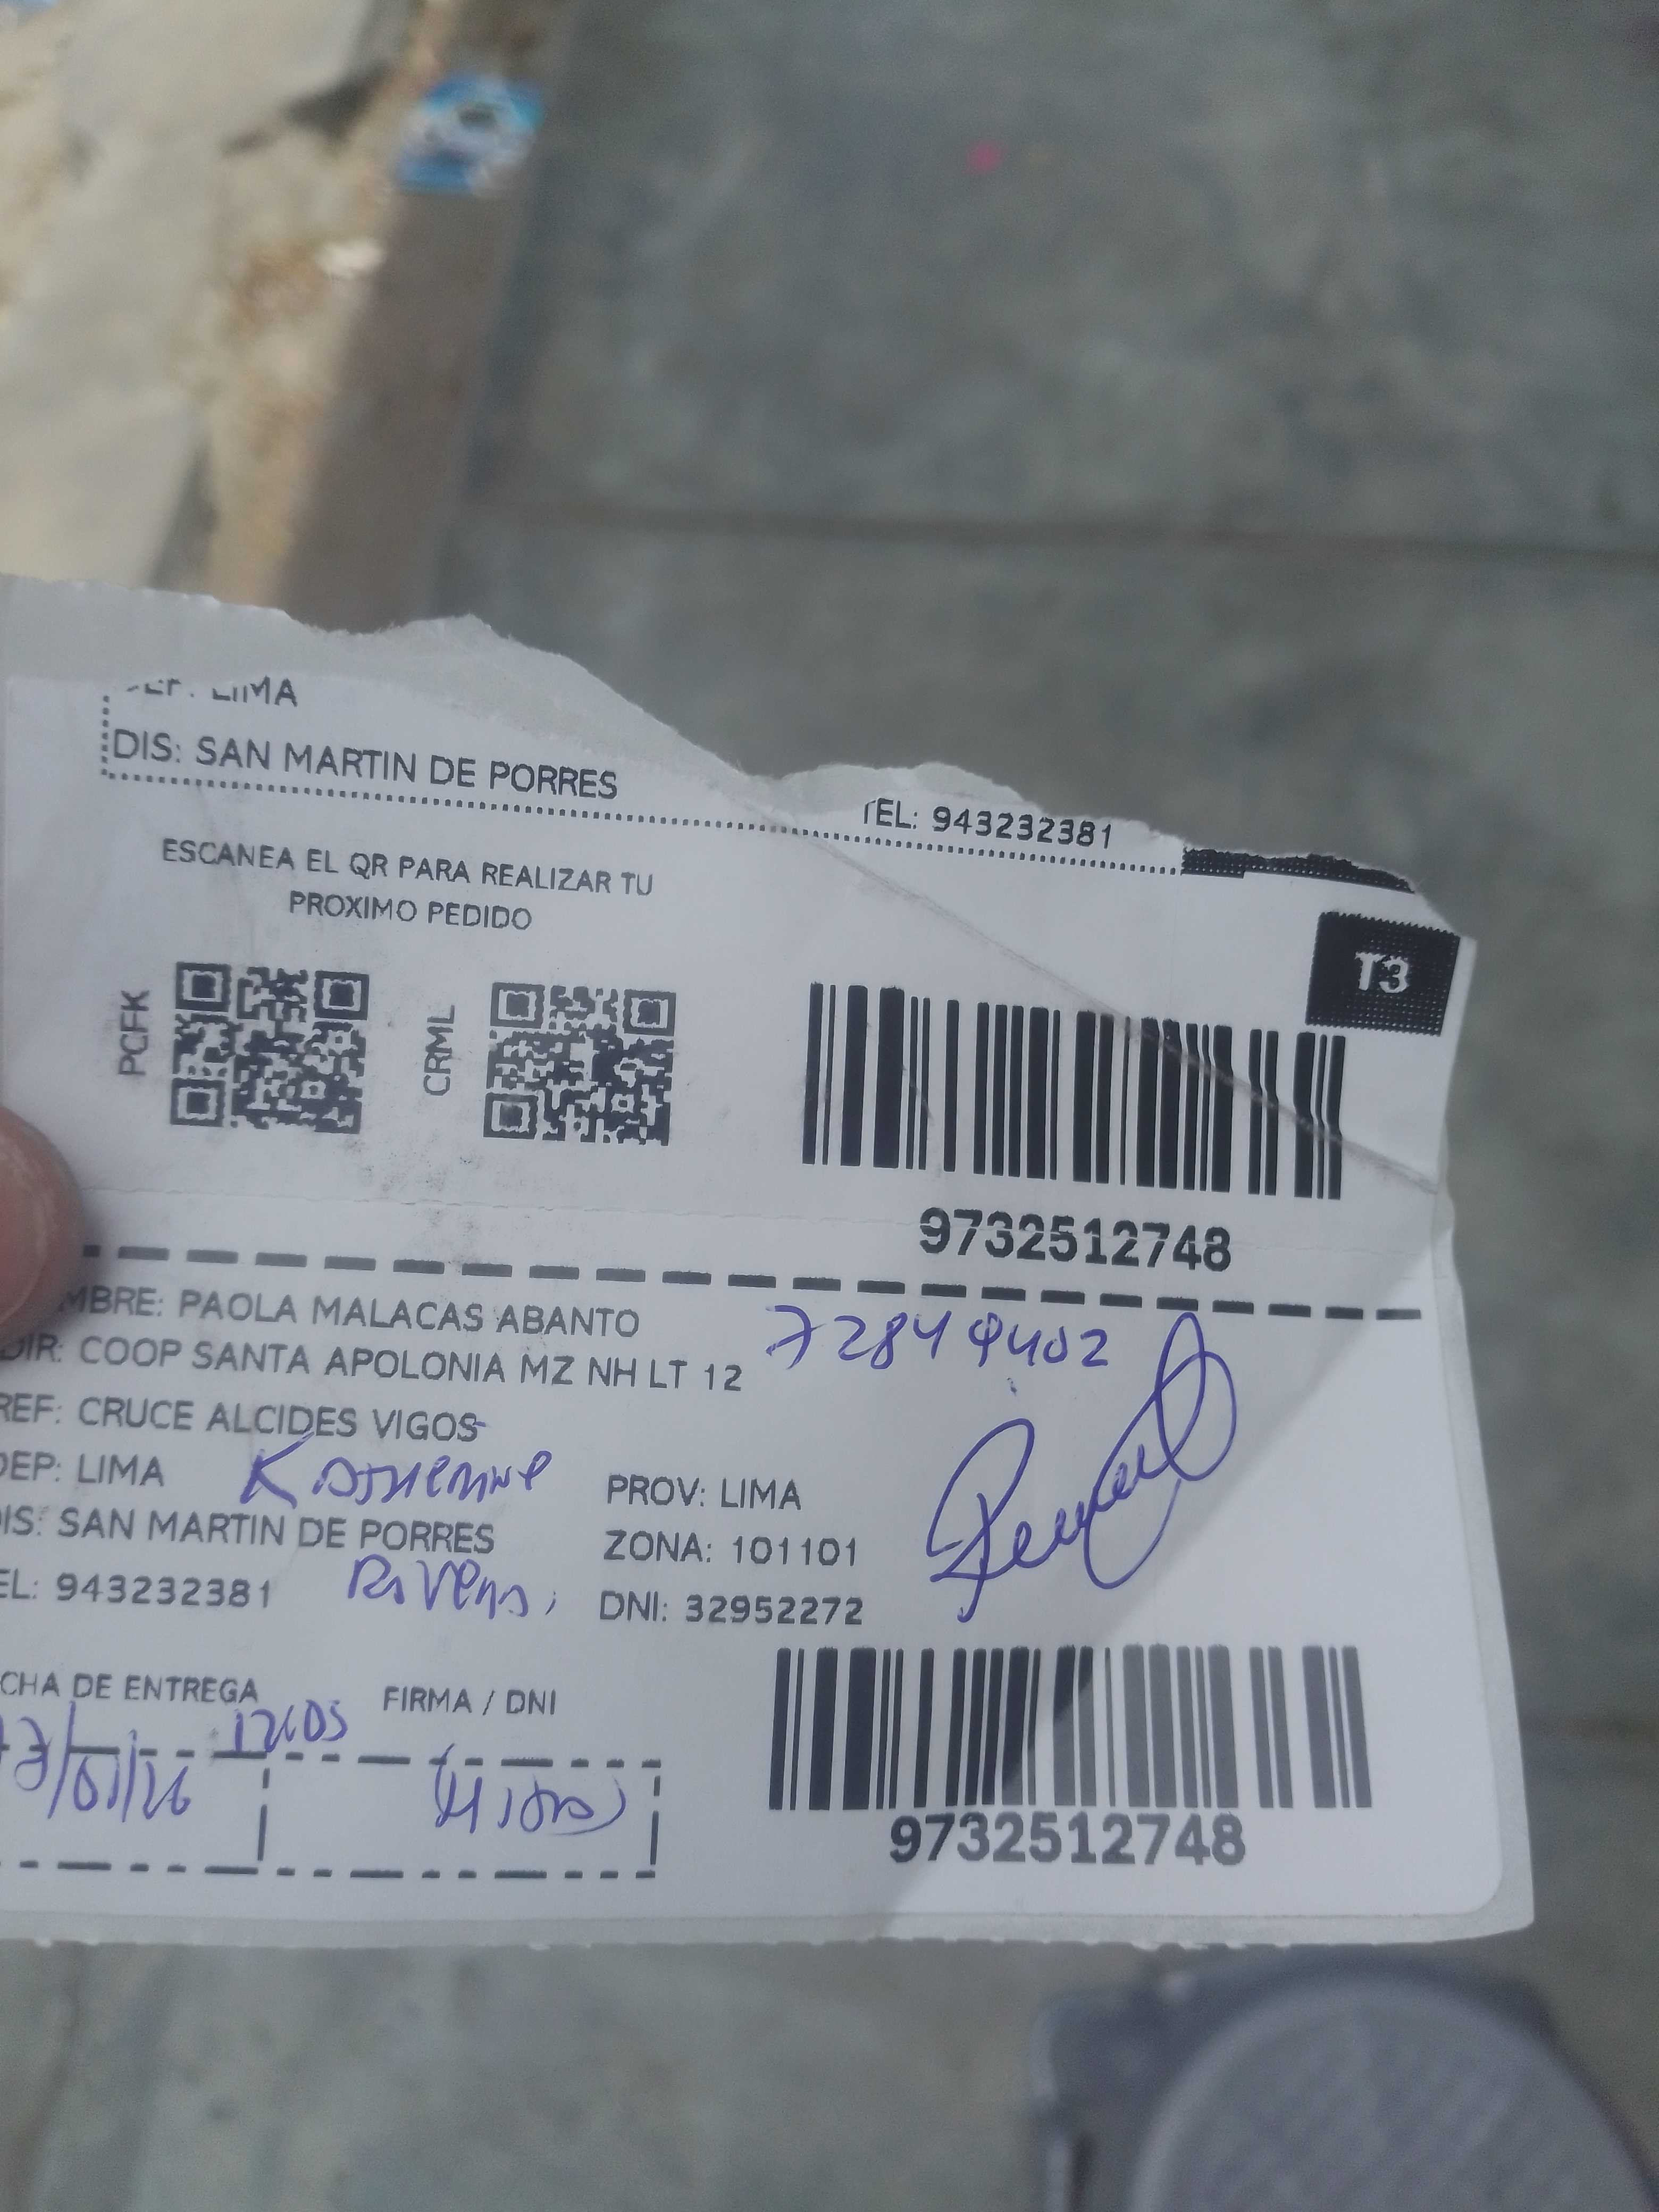 LIMA
DIS: SAN MARTIN DE PORRES
TEL: 943232381
ESCANEA EL QR PARA REALIZAR TU
PROXIMO PEDIDO
T3
PCFK
CRML
9732512748
MBRE: PAOLA MALACAS ABANTO
72849402
DIR: COOP SANTA APOLONIA MZ NH LT 12
REF: CRUCE ALCIDES VIGOS
DEP: LIMA
Katherine
PROV: LIMA
DIS: SAN MARTIN DE PORRES
ZONA: 101101
EL: 943232381
DNI: 32952272
CHA DE ENTREGA
FIRMA / DNI
9732512748